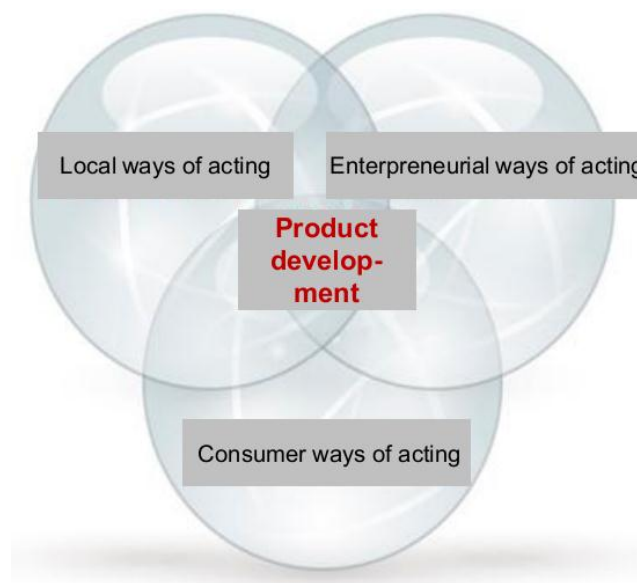 Local ways of acting
Enterpreneurial ways of acting
Product
develop-
ment
Consumer ways of acting